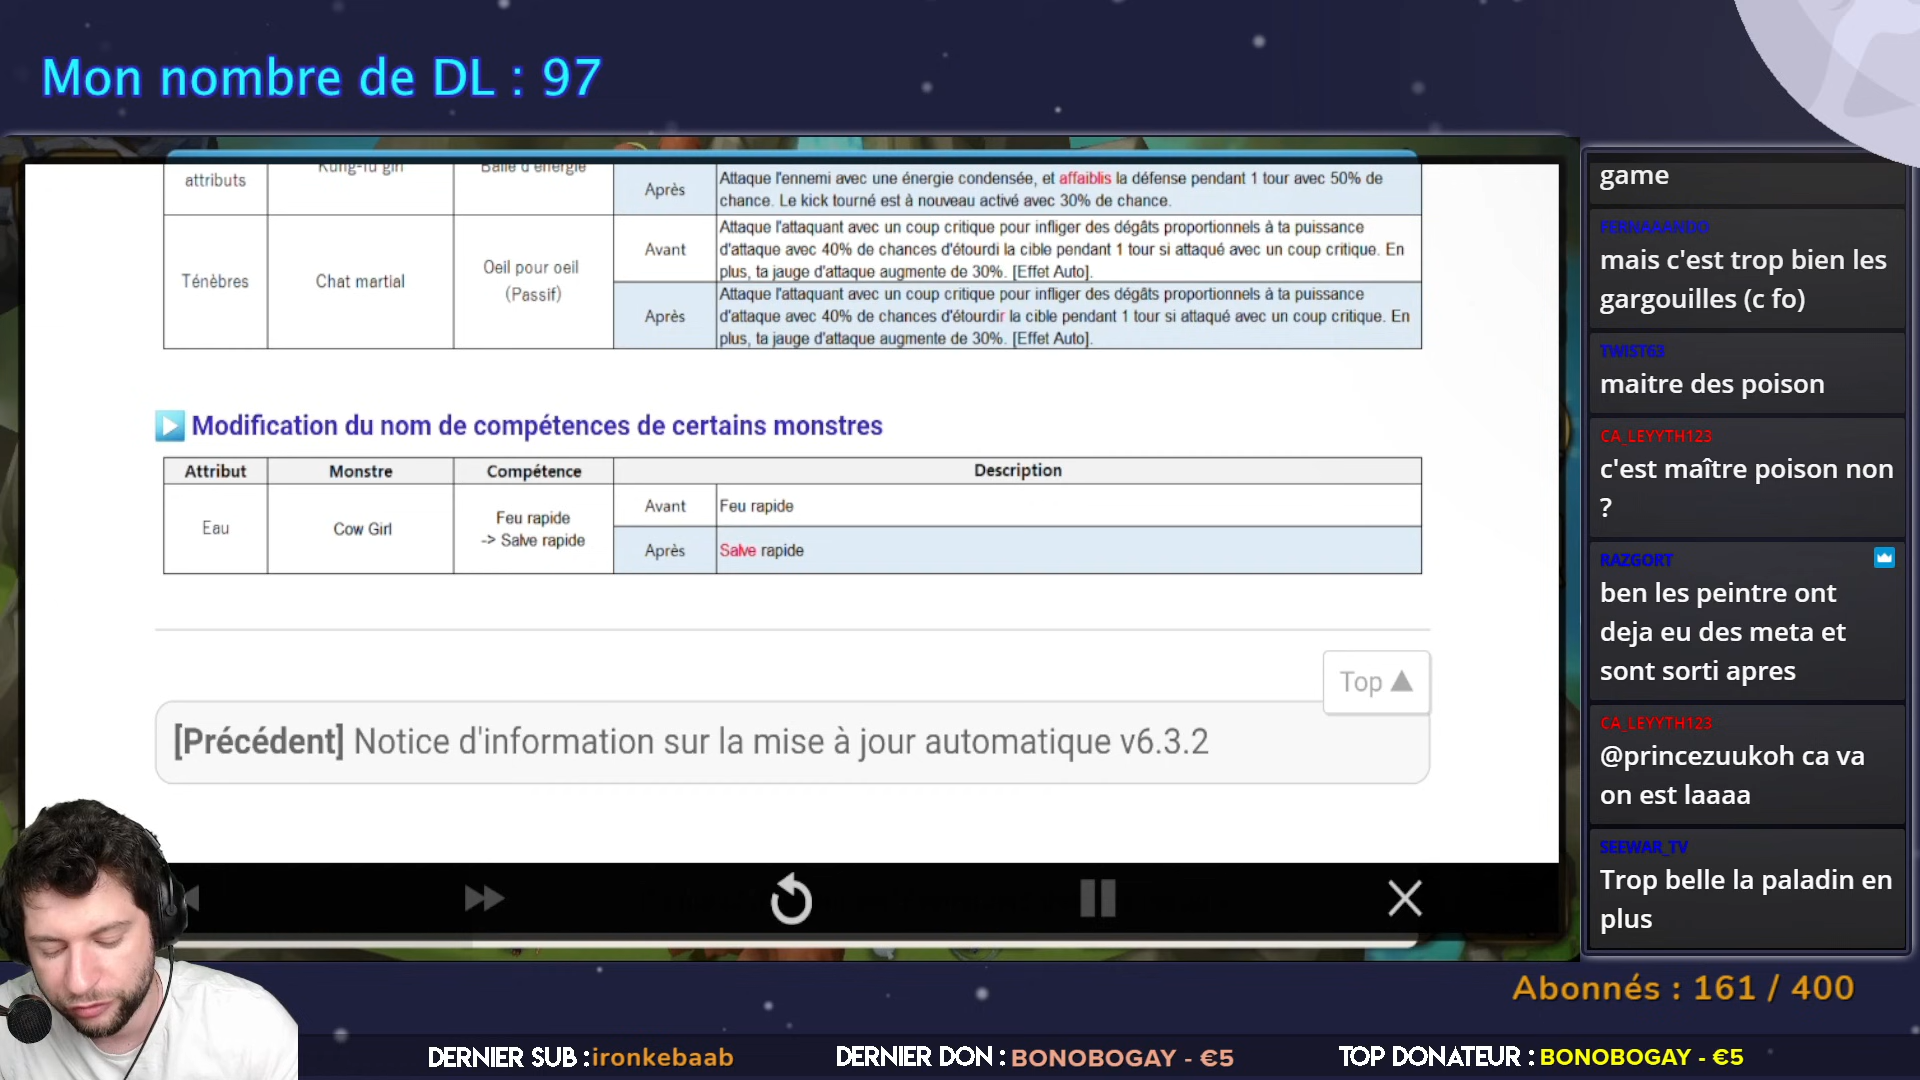 Mon nombre de DL : 97
attributs
Kung-fu girl
Balle d'énergie
Après
Attaque l'ennemi avec une énergie condensée, et affaiblis la défense pendant 1 tour avec 50% de
chance. Le kick tourné est à nouveau activé avec 30% de chance.
Ténèbres
Chat martial
Oeil pour oeil
(Passif)
Avant
Attaque l'attaquant avec un coup critique pour infliger des dégâts proportionnels à ta puissance
d'attaque avec 40% de chances d'étourdi la cible pendant 1 tour si attaqué avec un coup critique. En
plus, ta jauge d'attaque augmente de 30%. [Effet Auto].
Après
Attaque l'attaquant avec un coup critique pour infliger des dégâts proportionnels à ta puissance
d'attaque avec 40% de chances d'étourdir la cible pendant 1 tour si attaqué avec un coup critique. En
plus, ta jauge d'attaque augmente de 30%. [Effet Auto].
Modification du nom de compétences de certains monstres
Attribut Monstre Compétence Description
Eau
Cow Girl
Feu rapide
-> Salve rapide
Avant
Feu rapide
Après
Salve rapide
Top ▲
[Précédent] Notice d'information sur la mise à jour automatique v6.3.2
game
FERNAAANDO
mais c'est trop bien les
gargouilles (c fo)
TWIST63
maitre des poison
CA_LEYYTH123
c'est maître poison non
?
RAZGORT
ben les peintre ont
deja eu des meta et
sont sorti apres
CA_LEYYTH123
@princezuukoh ca va
on est laaaa
SEEWAR_TV
Trop belle la paladin en
plus
Abonnés : 161 / 400
DERNIER SUB : ironkebaab
DERNIER DON : BONOBOGAY - €5
TOP DONATEUR : BONOBOGAY - €5